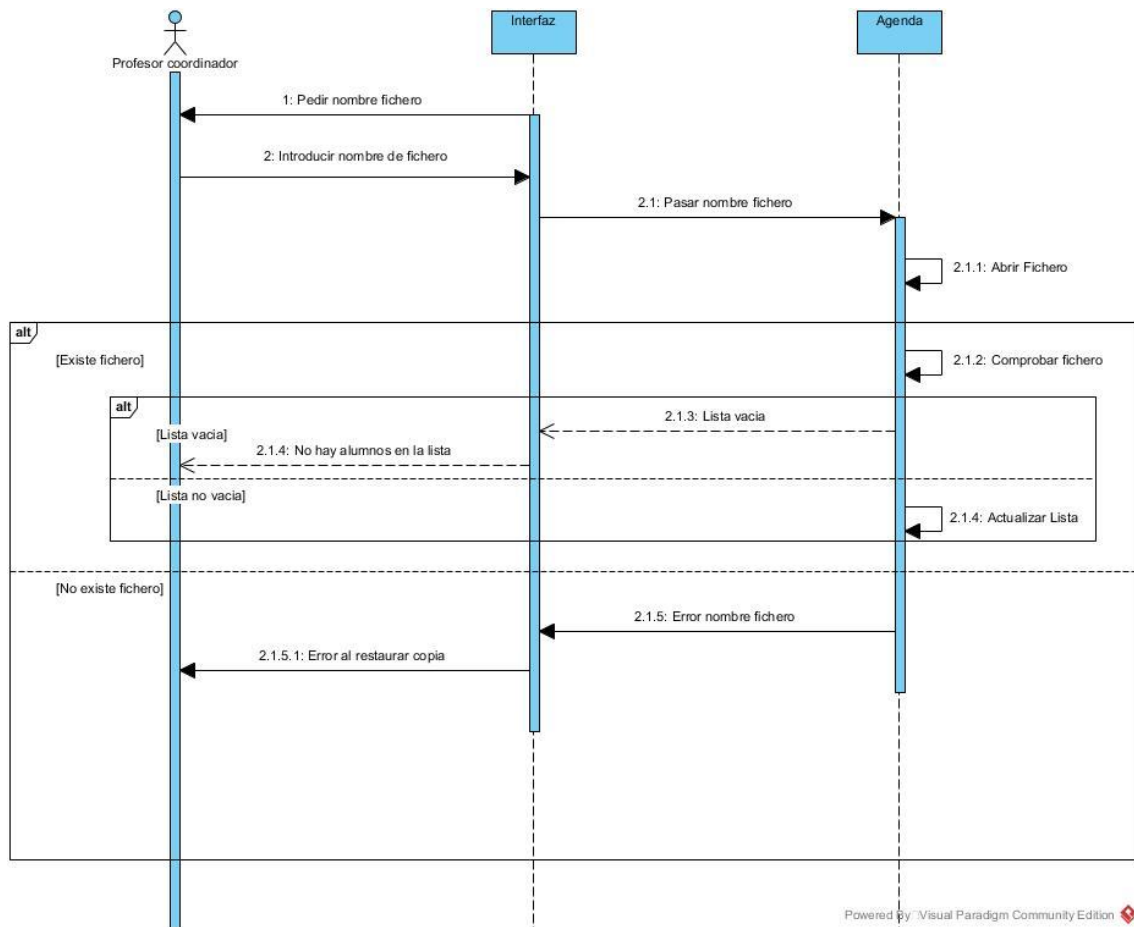 Interfaz
Agenda
Profesor coordinador
1: Pedir nombre fichero
2: Introducir nombre de fichero
2.1: Pasar nombre fichero
2.1.1: Abrir Fichero
alt
[Existe fichero]
2.1.2: Comprobar fichero
alt
2.1.3: Lista vacia
[Lista vacia]
2.1.4: No hay alumnos en la lista
[Lista no vacia]
2.1.4: Actualizar Lista
[No existe fichero]
2.1.5: Error nombre fichero
2.1.5.1: Error al restaurar copia
Powered By Visual Paradigm Community Edition